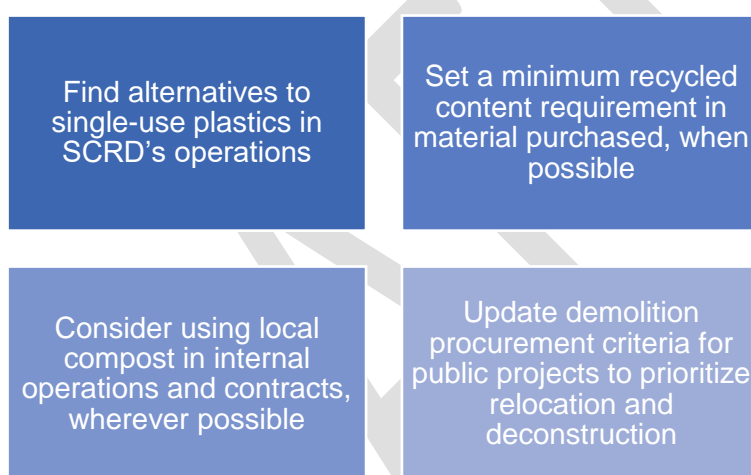 Find alternatives to
single-use plastics in
SCRD's operations
Set a minimum recycled
content requirement in
material purchased, when
possible
Consider using local
compost in internal
operations and contracts,
wherever possible
Update demolition
procurement criteria for
public projects to prioritize
relocation and
deconstruction